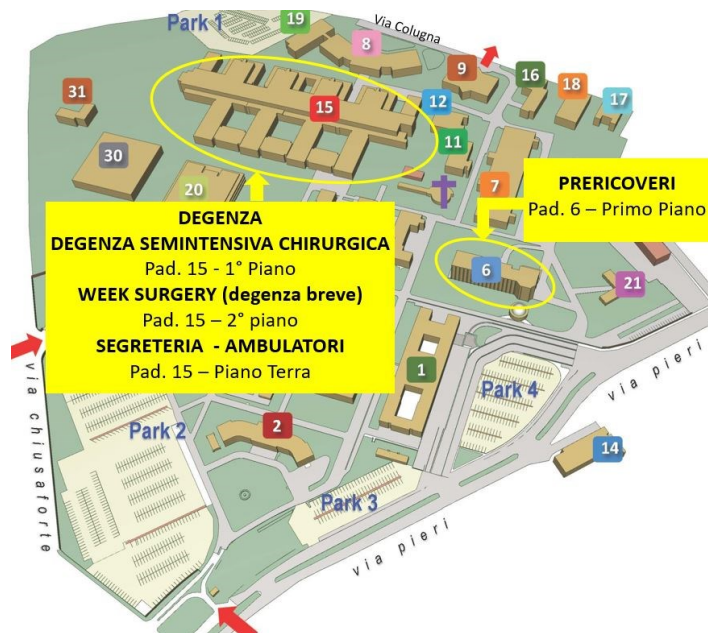 Park 1
19
8
Via Colugna
9
16
18
17
31
15
12
11
30
20
7
PRERICOVERI
Pad. 6 – Primo Piano
DEGENZA
DEGENZA SEMINTENSIVA CHIRURGICA
Pad. 15 - 1° Piano
WEEK SURGERY (degenza breve)
Pad. 15 – 2° piano
SEGRETERIA - AMBULATORI
Pad. 15 – Piano Terra
6
21
1
Park 4
via pieri
via chiusaforte
Park 2
2
14
Park 3
via pieri